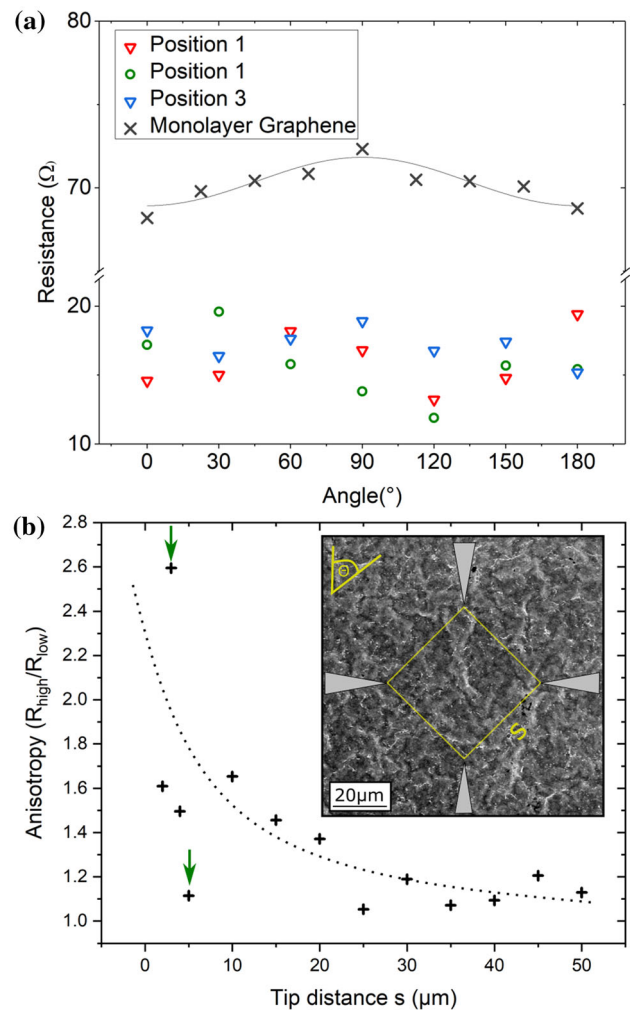 (a)
80
Position 1
Position 1
Position 3
Monolayer Graphene
70
20
10
Resistance (Ω)
0 30 60 90 120 150 180
Angle(°)
(b)
2.8
2.6
2.4
2.2
2.0
1.8
1.6
1.4
1.2
1.0
Anisotropy (Rhigh/Rlow)
Θ
S
20µm
0 10 20 30 40 50
Tip distance s (µm)